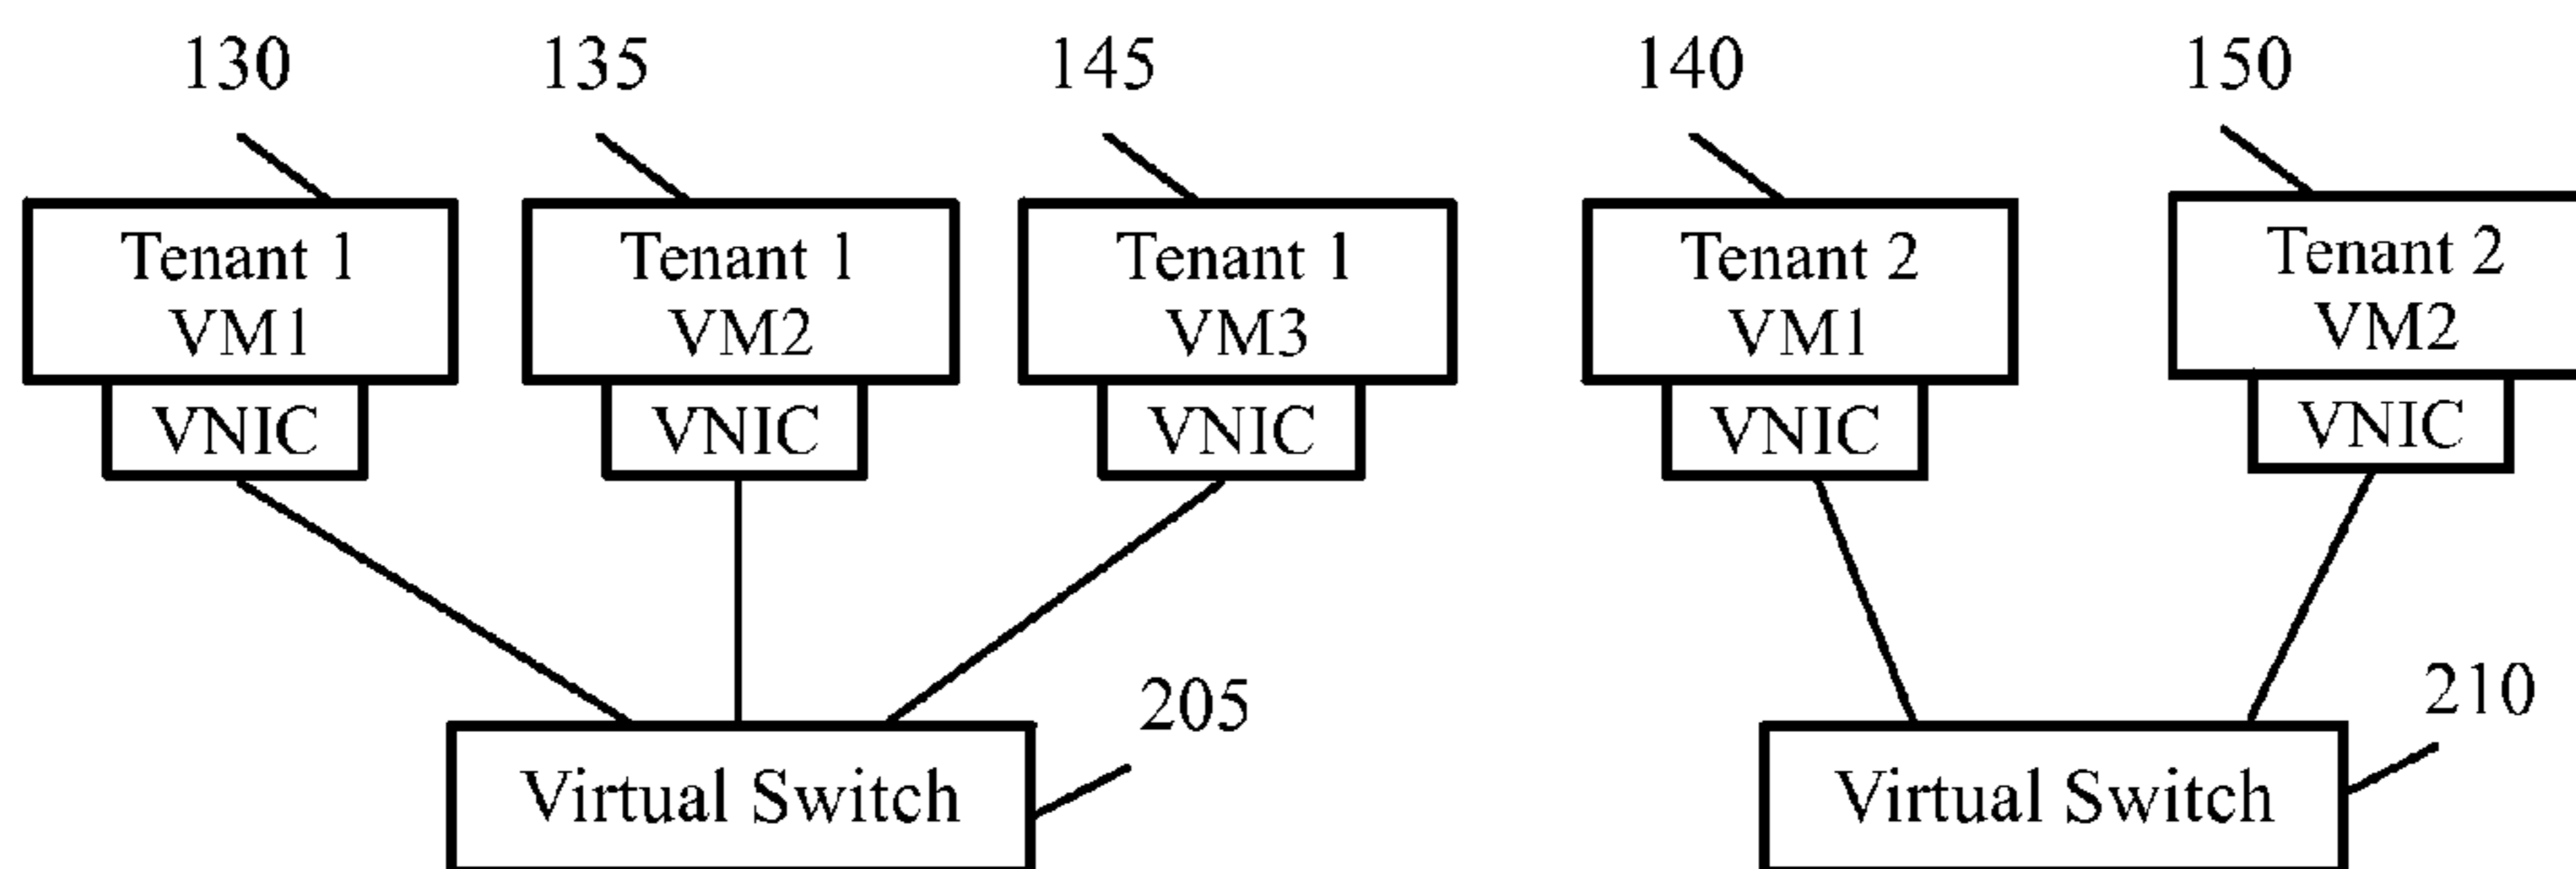 130
135
145
140
150
Tenant 1
VM1
VNIC
Tenant 1
VM2
VNIC
Tenant 1
VM3
VNIC
Tenant 2
VM1
VNIC
Tenant 2
VM2
VNIC
205
210
Virtual Switch
Virtual Switch